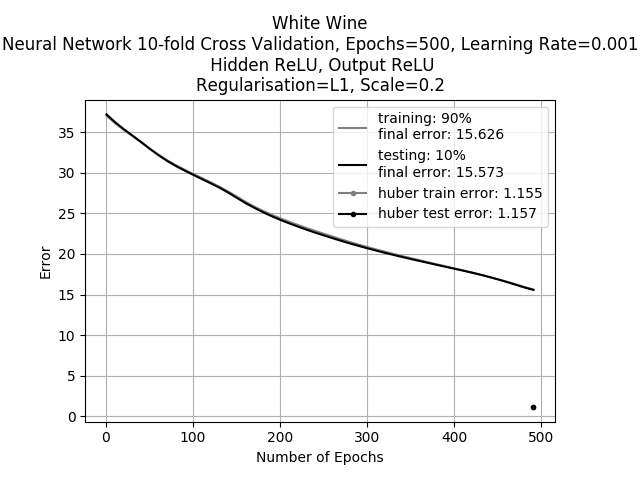 White Wine
Neural Network 10-fold Cross Validation, Epochs=500, Learning Rate=0.001
Hidden ReLU, Output ReLU
Regularisation=L1, Scale=0.2
training: 90%
final error: 15.626
testing: 10%
final error: 15.573
huber train error: 1.155
huber test error: 1.157
Error
35
30
25
20
15
10
5
0
0 100 200 300 400 500
Number of Epochs